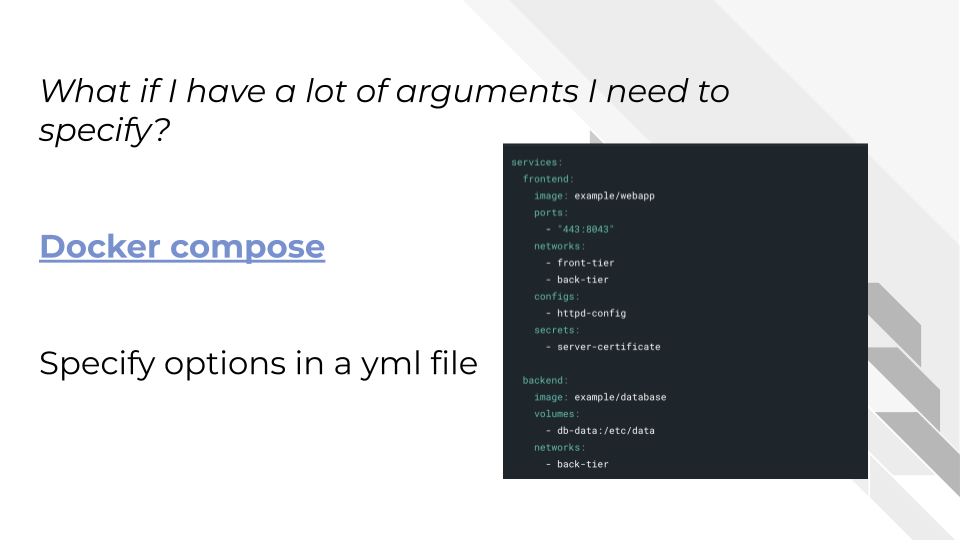 What if I have a lot of arguments I need to
specify?
Docker compose
Specify options in a yml file
services:
  frontend:
    image: example/webapp
    ports:
      - "443:8043"
    networks:
      - front-tier
      - back-tier
    configs:
      - httpd-config
    secrets:
      - server-certificate
  backend:
    image: example/database
    volumes:
      - db-data:/etc/data
    networks:
      - back-tier